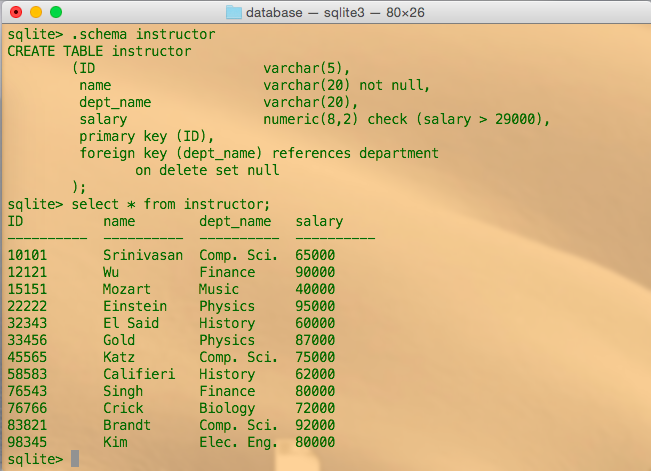 database — sqlite3 — 80×26
sqlite> .schema instructor
CREATE TABLE instructor
        (ID                     varchar(5),
         name                   varchar(20) not null,
         dept_name              varchar(20),
         salary                 numeric(8,2) check (salary > 29000),
         primary key (ID),
         foreign key (dept_name) references department
                on delete set null
        );
sqlite> select * from instructor;
ID          name        dept_name   salary
----------  ----------  ----------  ----------
10101       Srinivasan  Comp. Sci.  65000
12121       Wu          Finance     90000
15151       Mozart      Music       40000
22222       Einstein    Physics     95000
32343       El Said     History     60000
33456       Gold        Physics     87000
45565       Katz        Comp. Sci.  75000
58583       Califieri   History     62000
76543       Singh       Finance     80000
76766       Crick       Biology     72000
83821       Brandt      Comp. Sci.  92000
98345       Kim         Elec. Eng.  80000
sqlite>